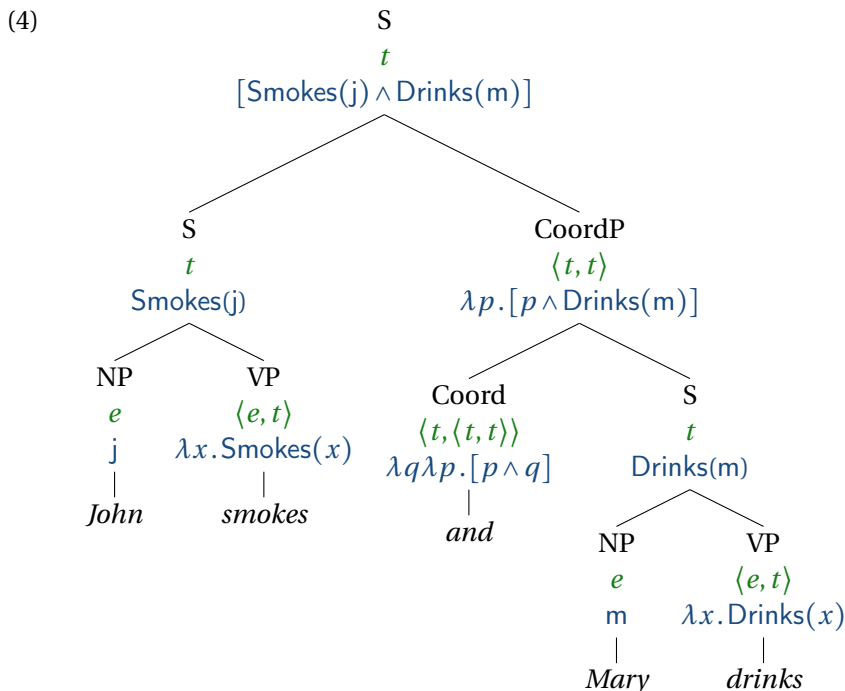 (4)
S
t
[Smokes(j) ∧ Drinks(m)]
S CoordP
t ⟨t, t⟩
Smokes(j) λp.[p ∧ Drinks(m)]
NP VP Coord S
e ⟨e, t⟩ ⟨t, ⟨t, t⟩⟩ t
j λx.Smokes(x) λqλp.[p ∧ q] Drinks(m)
John smokes and
NP VP
e ⟨e, t⟩
m λx.Drinks(x)
Mary drinks